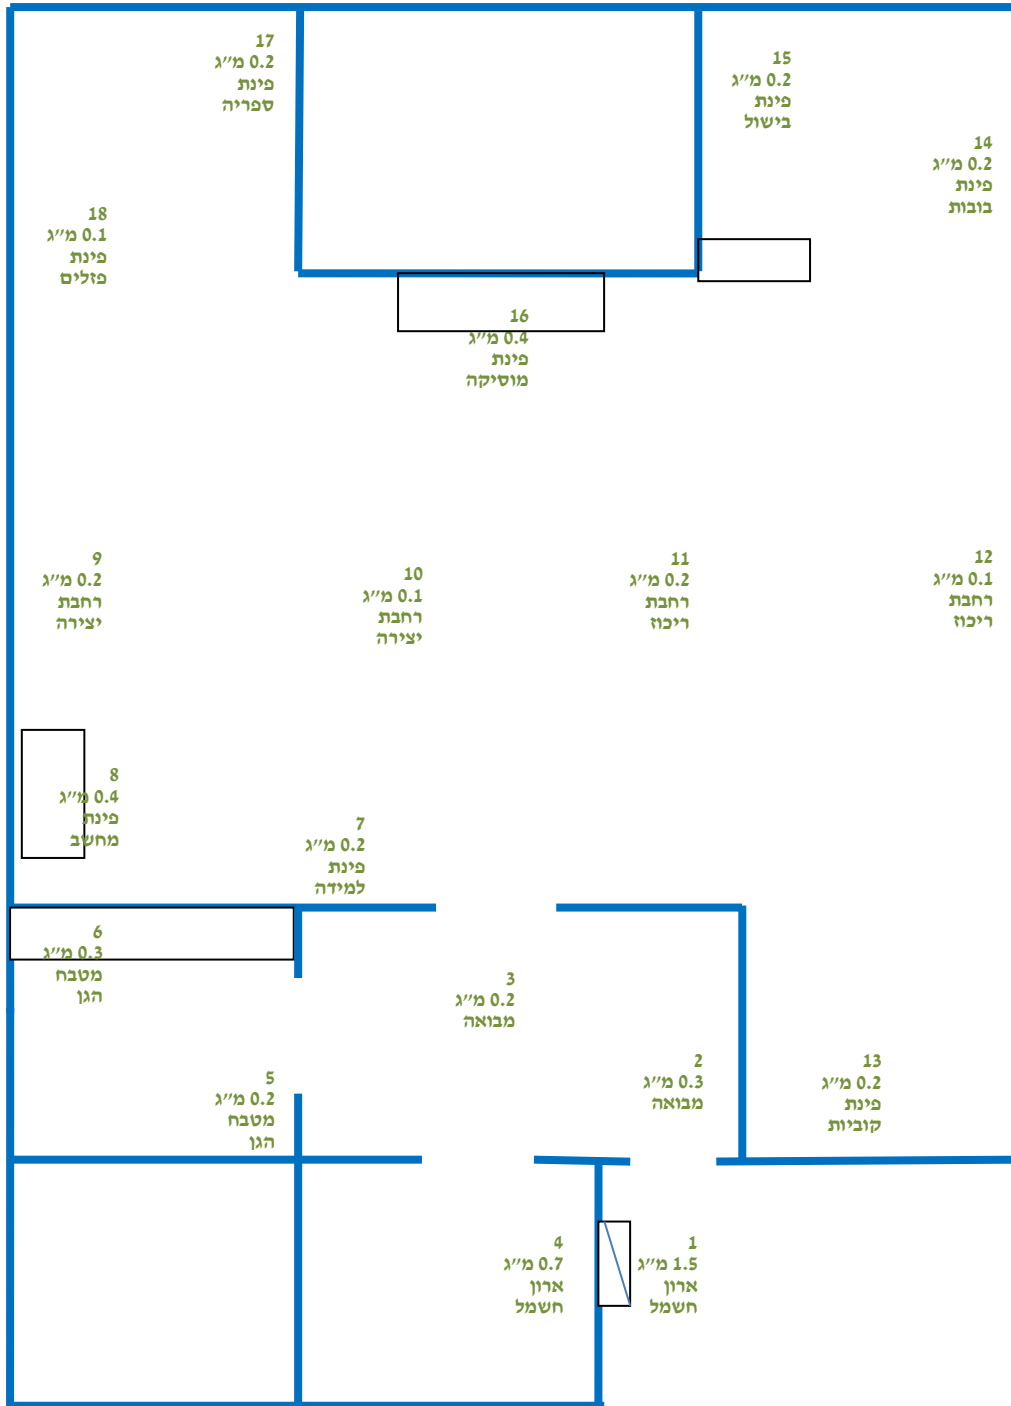 17
0.2 מ״ג
פינת
ספריה
15
0.2 מ״ג
פינת
בישול
14
0.2 מ״ג
פינת
בובות
18
0.1 מ״ג
פינת
פזלים
16
0.4 מ״ג
פינת
מוסיקה
12
0.1 מ״ג
רחבת
ריכוז
11
0.2 מ״ג
רחבת
ריכוז
10
0.1 מ״ג
רחבת
יצירה
9
0.2 מ״ג
רחבת
יצירה
8
0.4 מ״ג
פינת
מחשב
7
0.2 מ״ג
פינת
למידה
6
0.3 מ״ג
מטבח
הגן
3
0.2 מ״ג
מבואה
2
0.3 מ״ג
מבואה
13
0.2 מ״ג
פינת
קוביות
5
0.2 מ״ג
מטבח
הגן
1
1.5 מ״ג
ארון
חשמל
4
0.7 מ״ג
ארון
חשמל